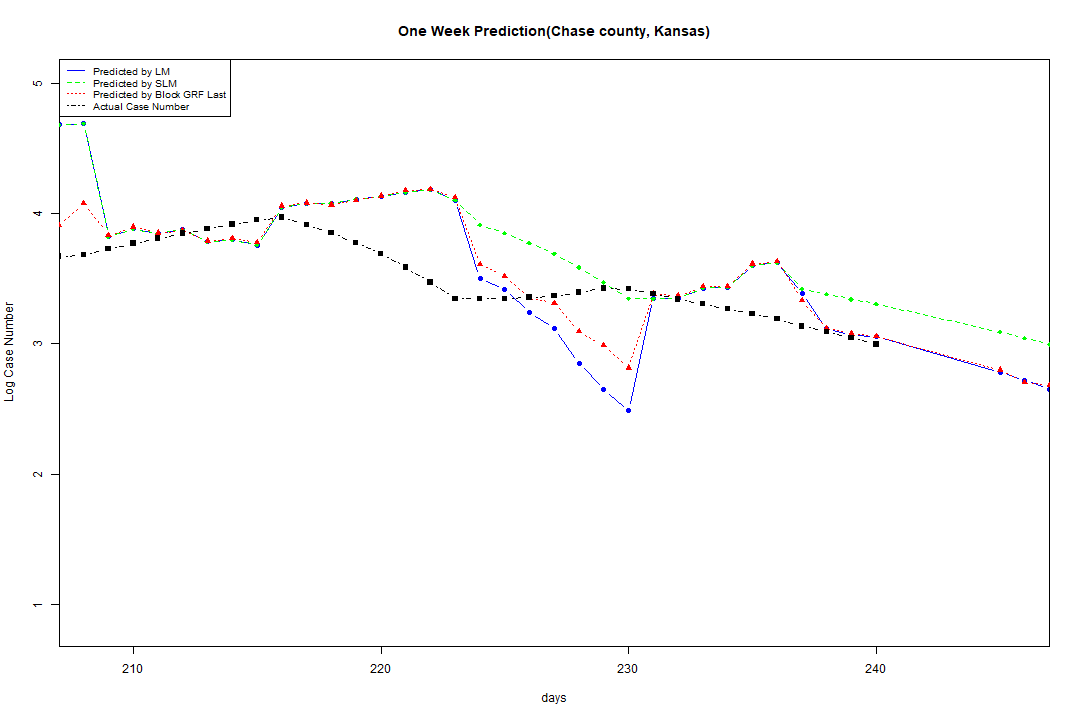 One Week Prediction(Chase county, Kansas)
Predicted by LM
Predicted by SLM
Predicted by Block GRF Last
Actual Case Number
5
4
3
2
1
Log Case Number
210 220 230 240
days